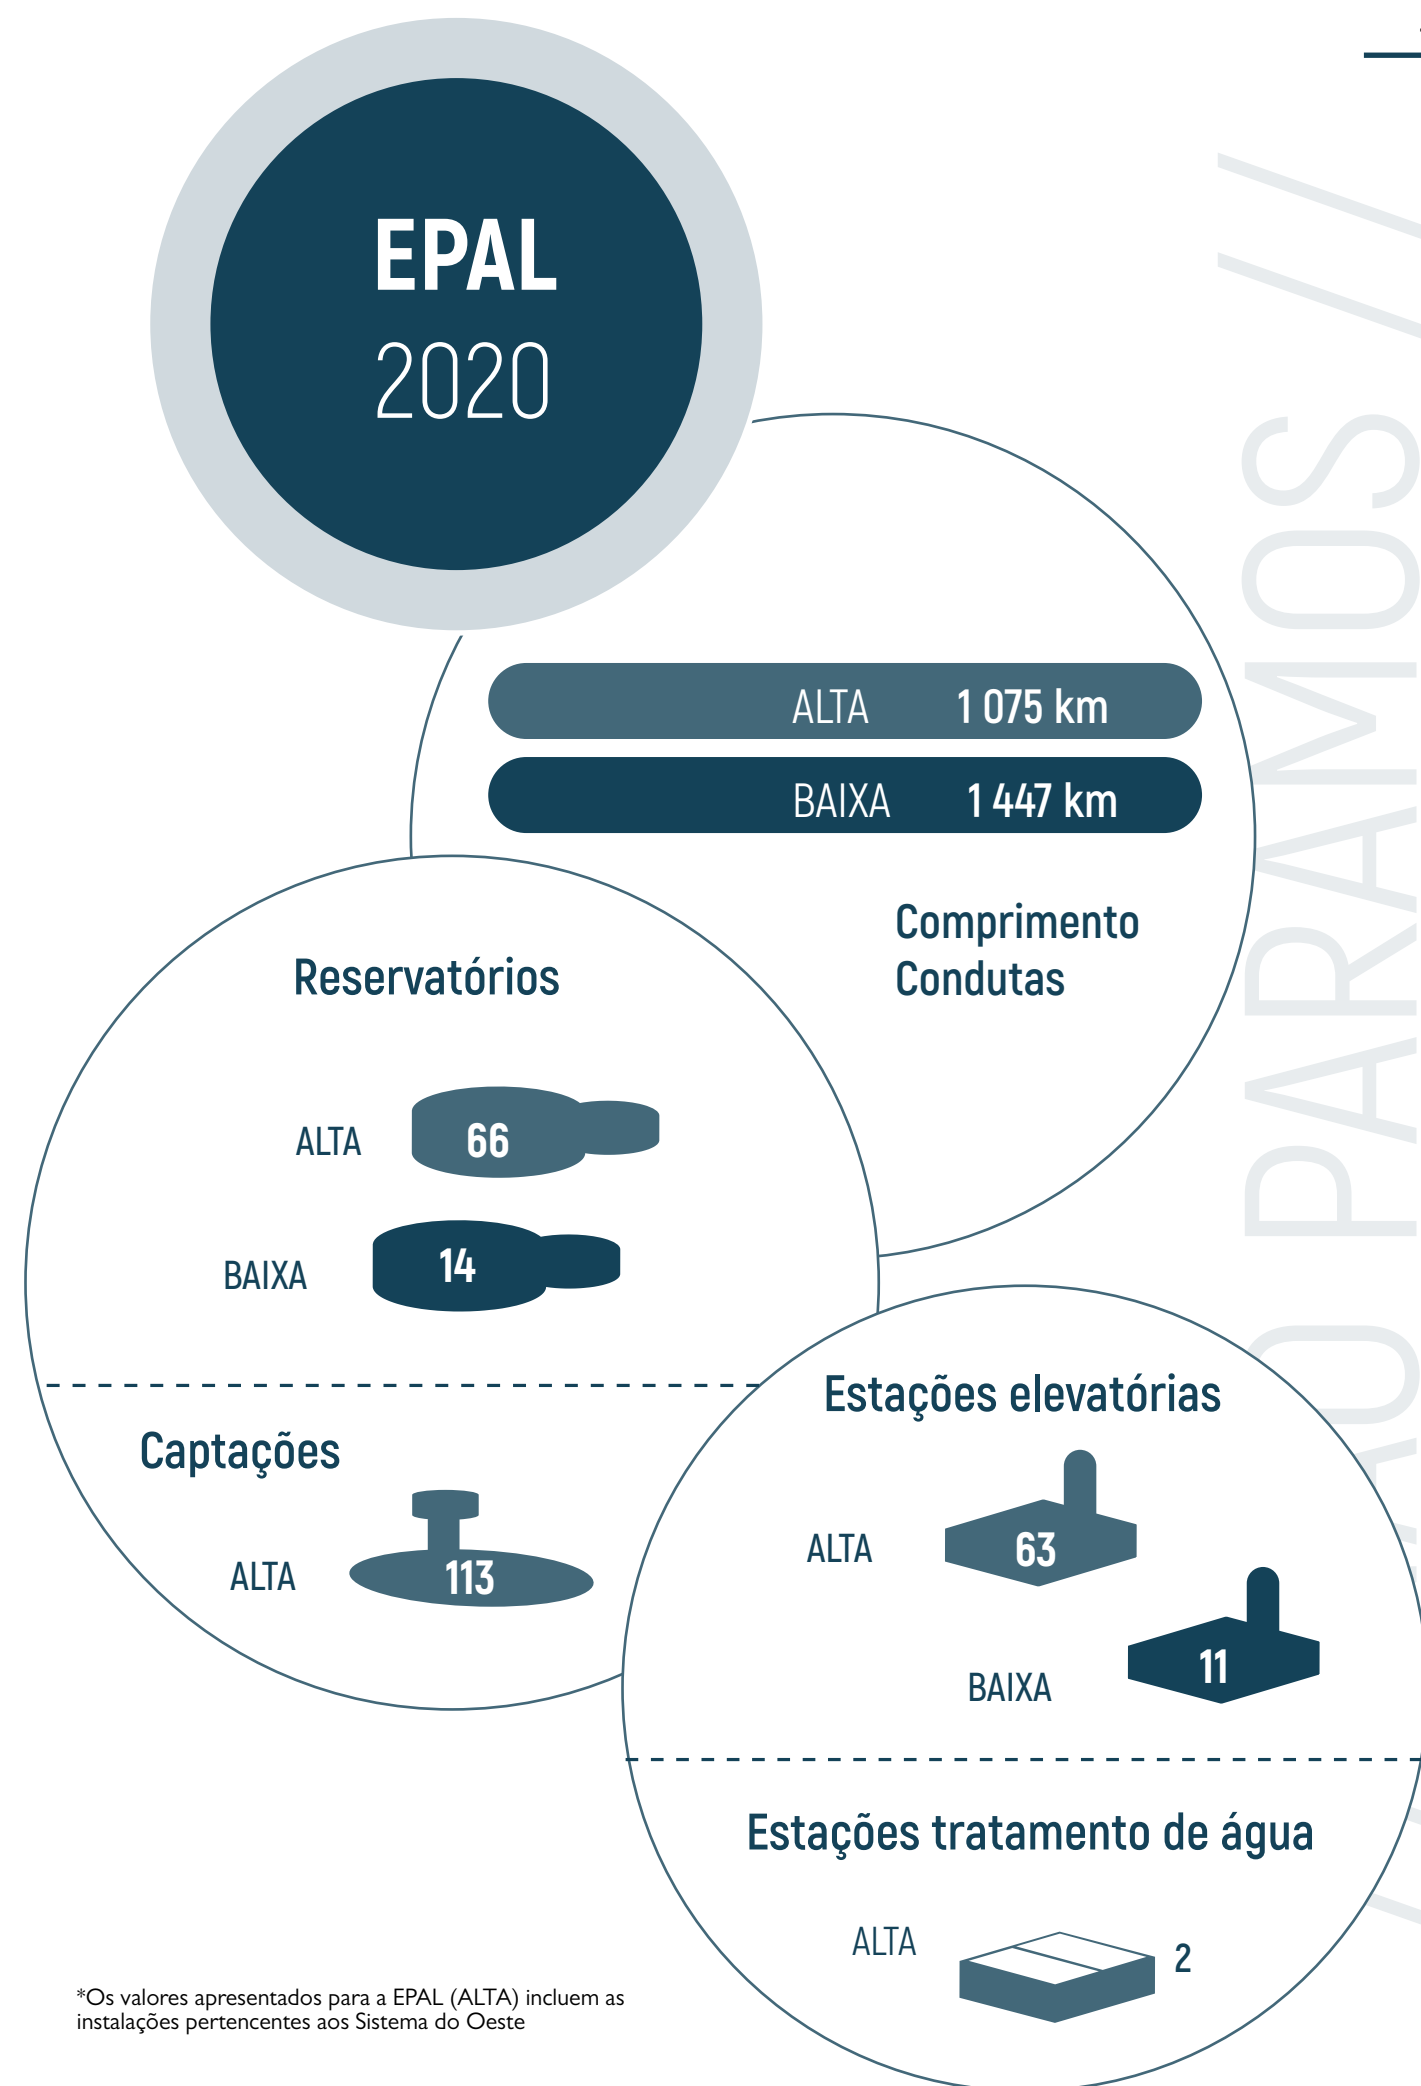 EPAL
2020
ALTA 1 075 km
BAIXA 1 447 km
Comprimento
Condutas
Reservatórios
ALTA 66
BAIXA 14
Captações
ALTA 113
Estações elevatórias
ALTA 63
BAIXA 11
Estações tratamento de água
ALTA 2
*Os valores apresentados para a EPAL (ALTA) incluem as
instalações pertencentes aos Sistema do Oeste
PARAMOS //